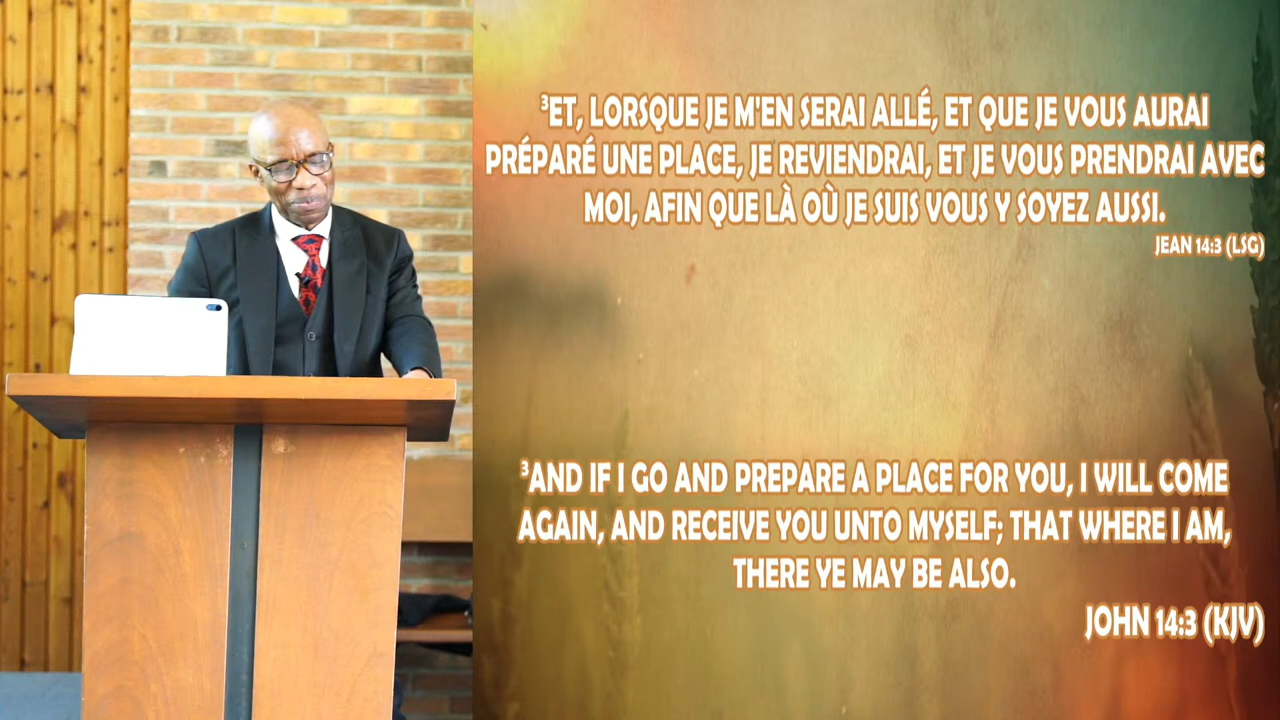 ³ET, LORSQUE JE M'EN SERAI ALLÉ, ET QUE JE VOUS AURAI
PRÉPARÉ UNE PLACE, JE REVIENDRAI, ET JE VOUS PRENDRAI AVEC
MOI, AFIN QUE LÀ OÙ JE SUIS VOUS Y SOYEZ AUSSI.
JEAN 14:3 (LSG)
³AND IF I GO AND PREPARE A PLACE FOR YOU, I WILL COME
AGAIN, AND RECEIVE YOU UNTO MYSELF; THAT WHERE I AM,
THERE YE MAY BE ALSO.
JOHN 14:3 (KJV)